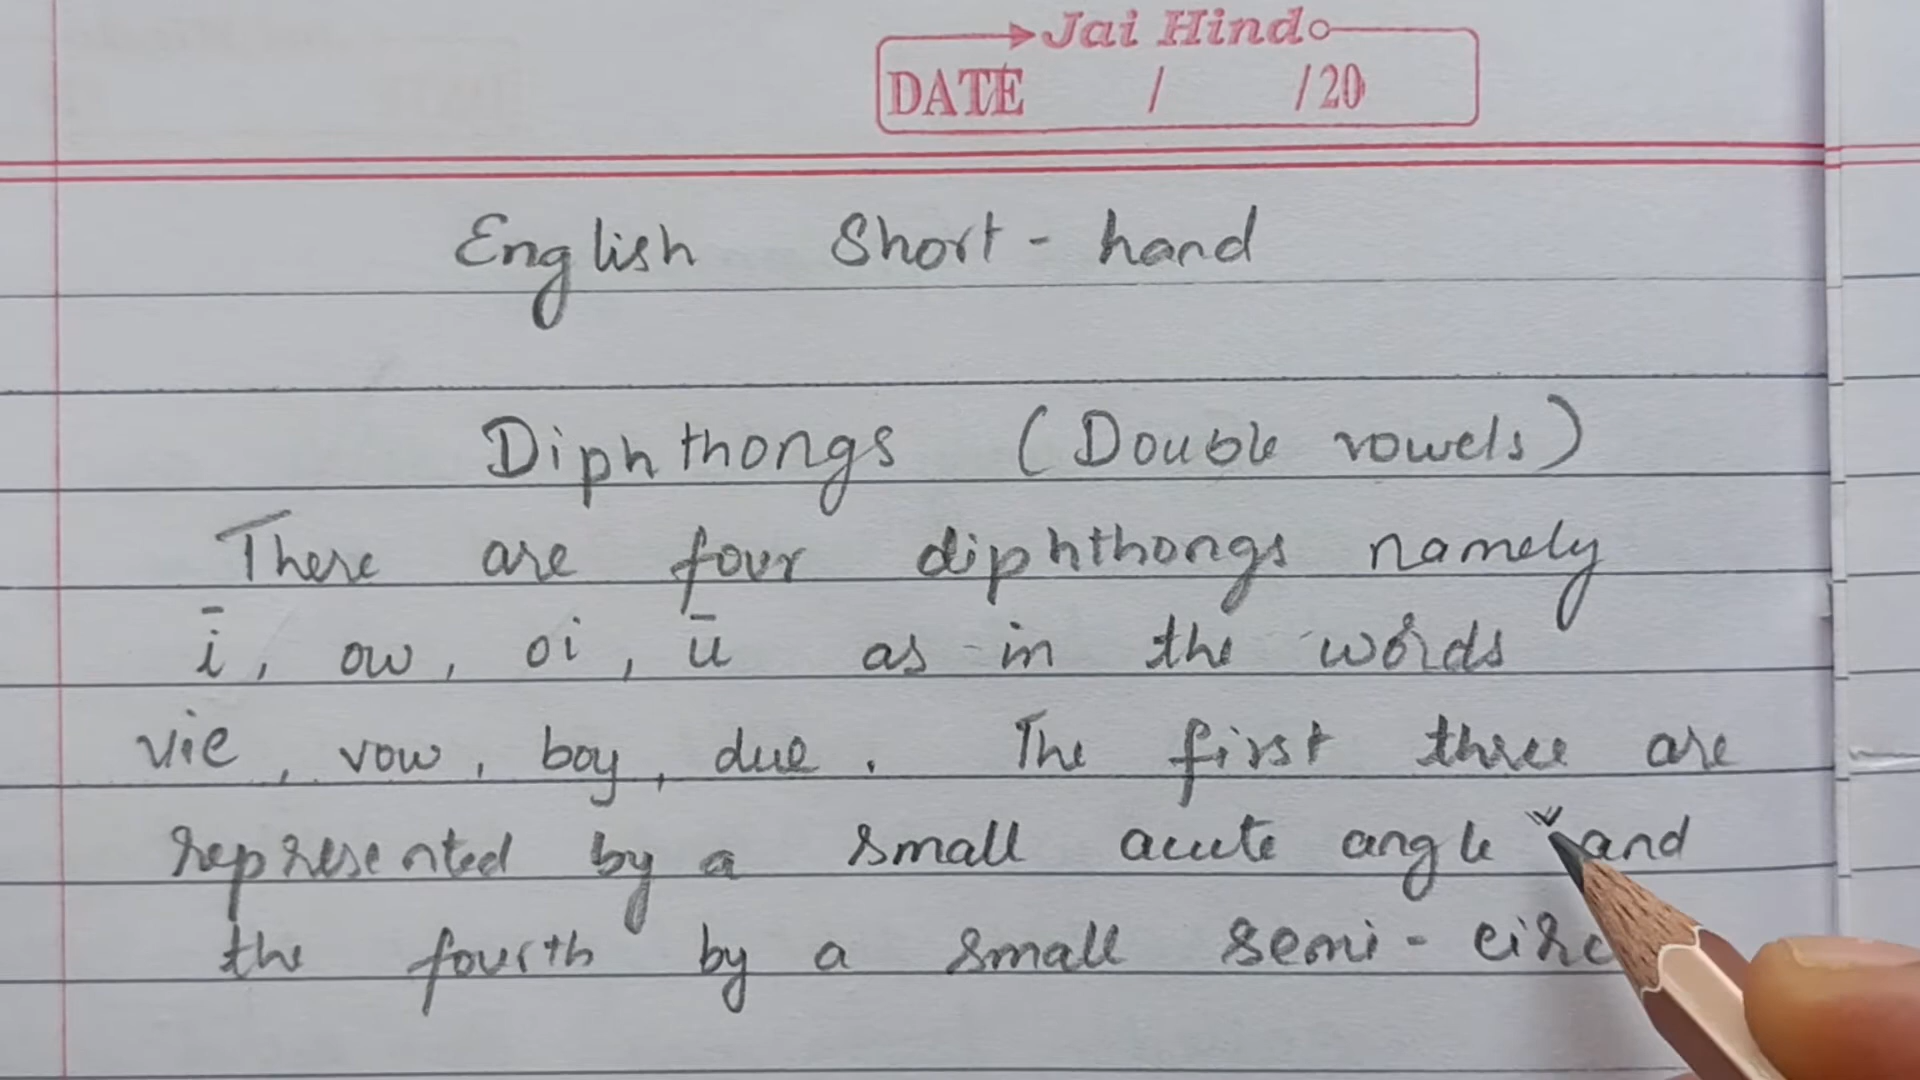 Jai Hind
DATE / /20
English Short-hand
Diphthongs (Double vowels)
There are four diphthongs namely
ī, ow, oi, ū as in the words
vie, vow, boy, due. The first three are
represented by a small acute angle ˅ and
the fourth by a small semi-circ